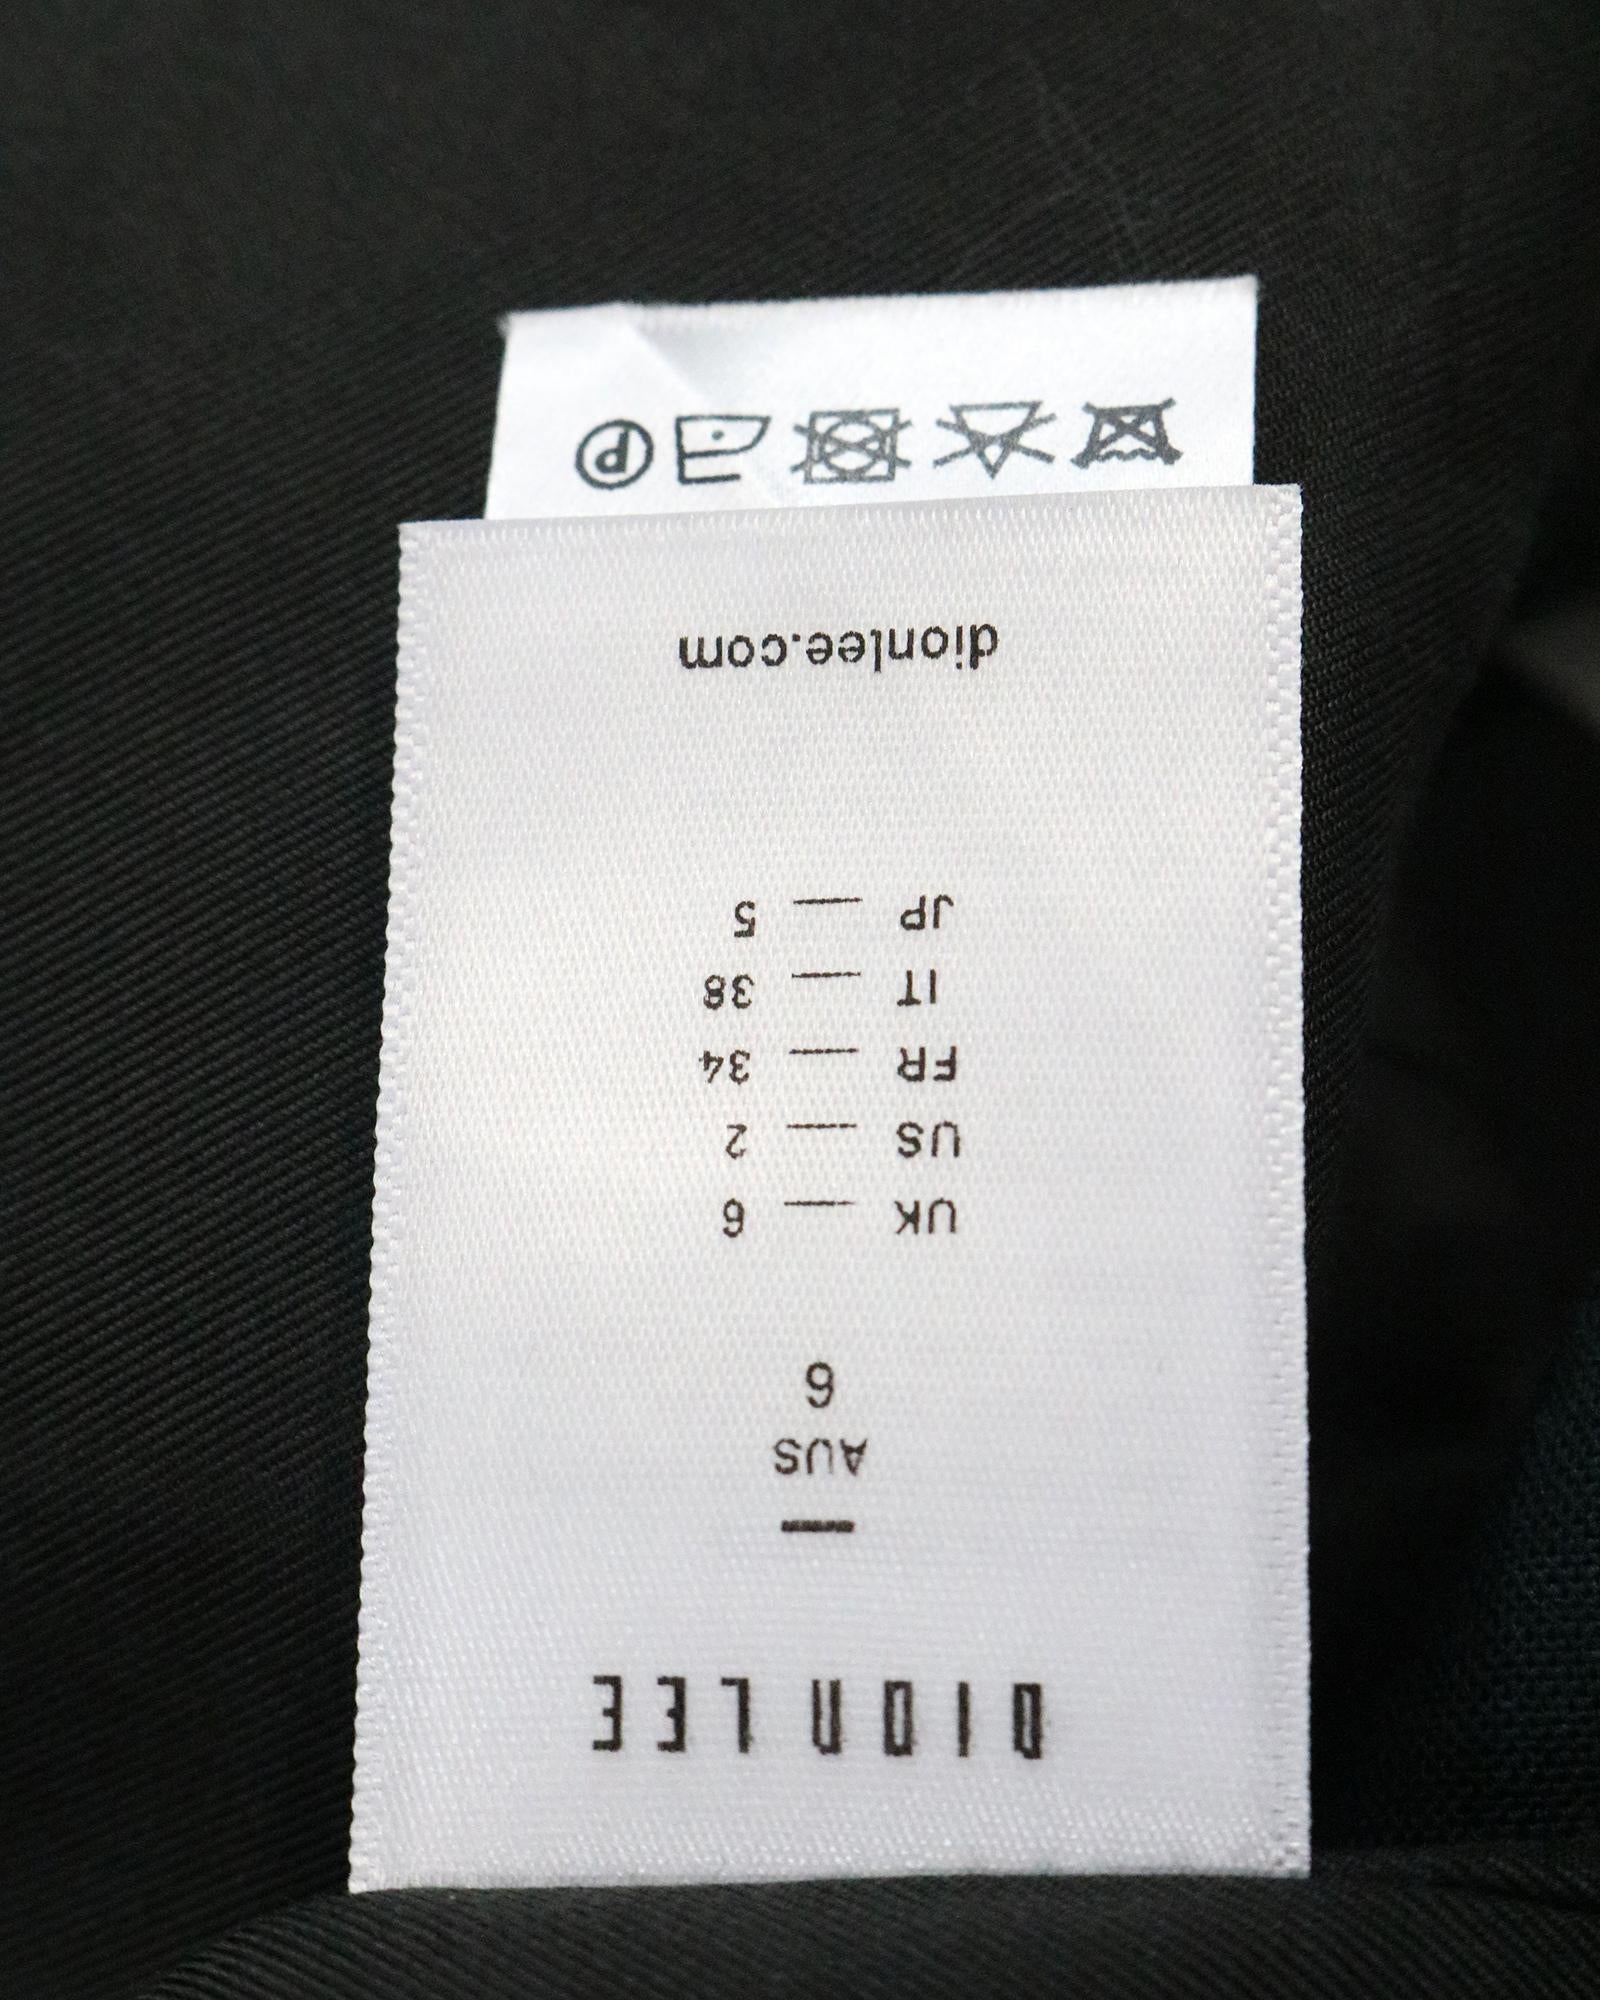 DION LEE
AUS
6
UK — 6
US — 2
FR — 34
IT — 38
JP — 5
dionlee.com
P